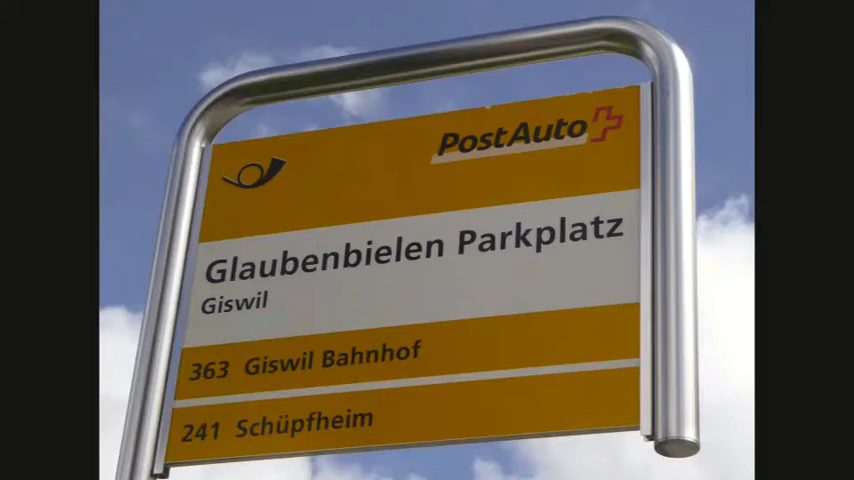 PostAuto
Glaubenbielen Parkplatz
Giswil
363 Giswil Bahnhof
241 Schüpfheim